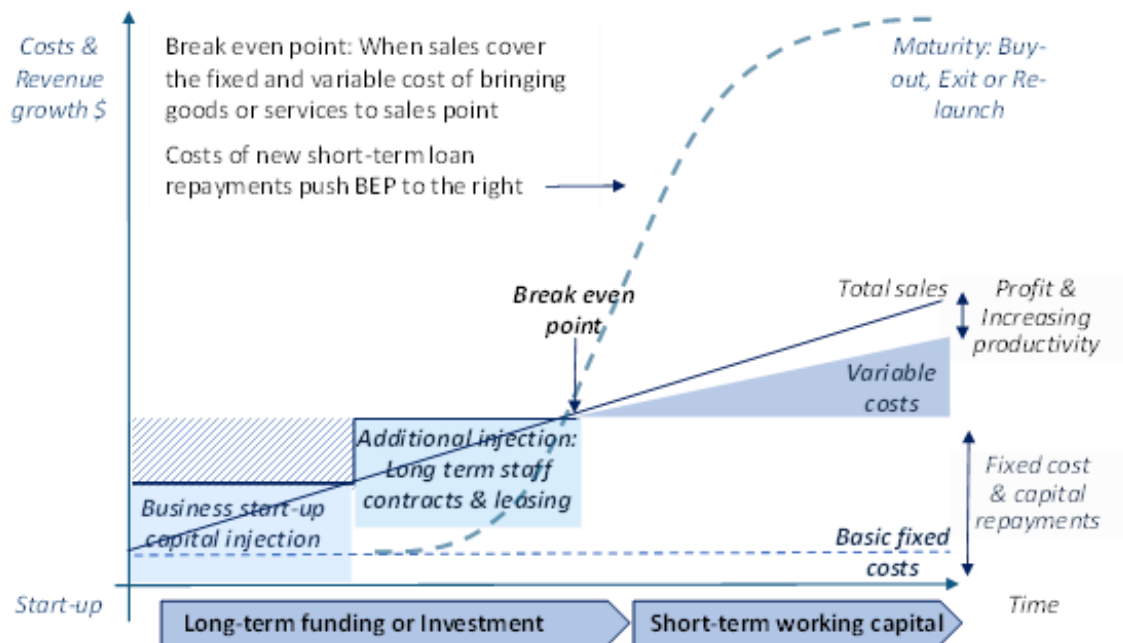 Costs &
Revenue
growth $
Break even point: When sales cover
the fixed and variable cost of bringing
goods or services to sales point
Costs of new short-term loan
repayments push BEP to the right
Maturity: Buy-
out, Exit or Re-
launch
Break even
point
Total sales
Profit &
Increasing
productivity
Variable
costs
Additional injection:
Long term staff
contracts & leasing
Business start-up
capital injection
Fixed cost
& capital
repayments
Basic fixed
costs
Start-up
Time
Long-term funding or Investment
Short-term working capital